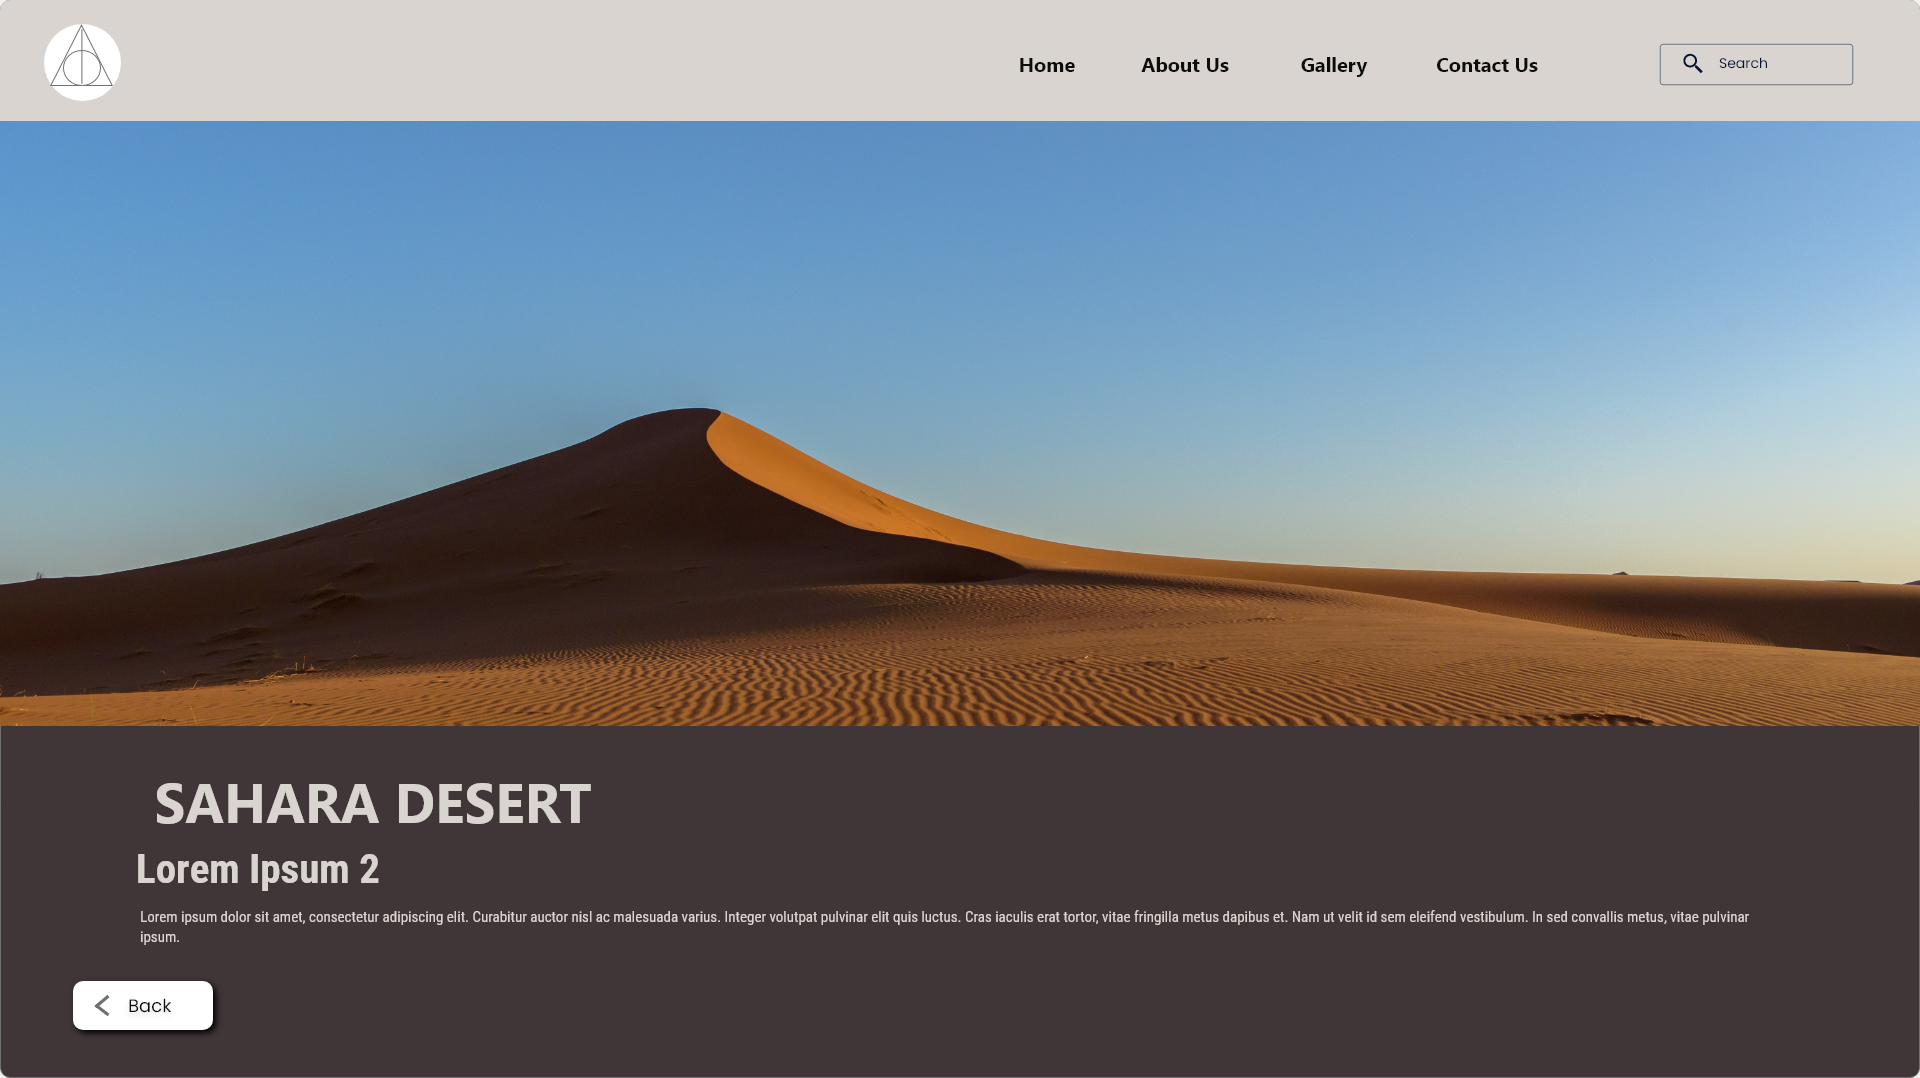 Home About Us Gallery Contact Us Search
SAHARA DESERT
Lorem Ipsum 2
Lorem ipsum dolor sit amet, consectetur adipiscing elit. Curabitur auctor nisl ac malesuada varius. Integer volutpat pulvinar elit quis luctus. Cras iaculis erat tortor, vitae fringilla metus dapibus et. Nam ut velit id sem eleifend vestibulum. In sed convallis metus, vitae pulvinar
ipsum.
Back